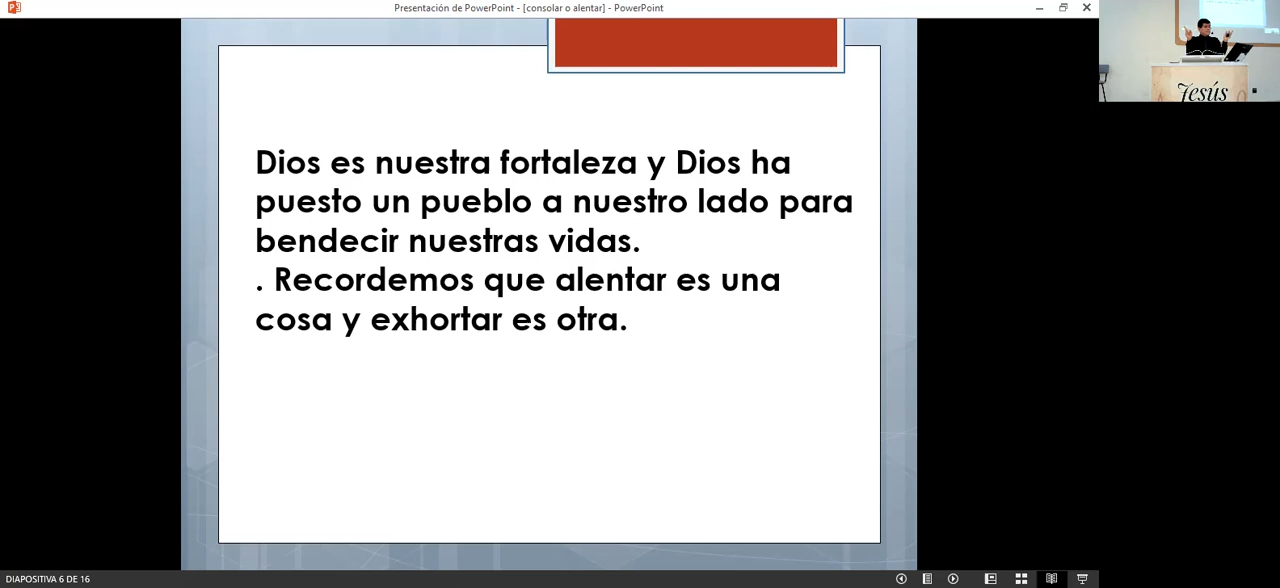 Presentación de PowerPoint - [consolar o alentar] - PowerPoint
Dios es nuestra fortaleza y Dios ha
puesto un pueblo a nuestro lado para
bendecir nuestras vidas.
. Recordemos que alentar es una
cosa y exhortar es otra.
Jesús
DIAPOSITIVA 6 DE 16